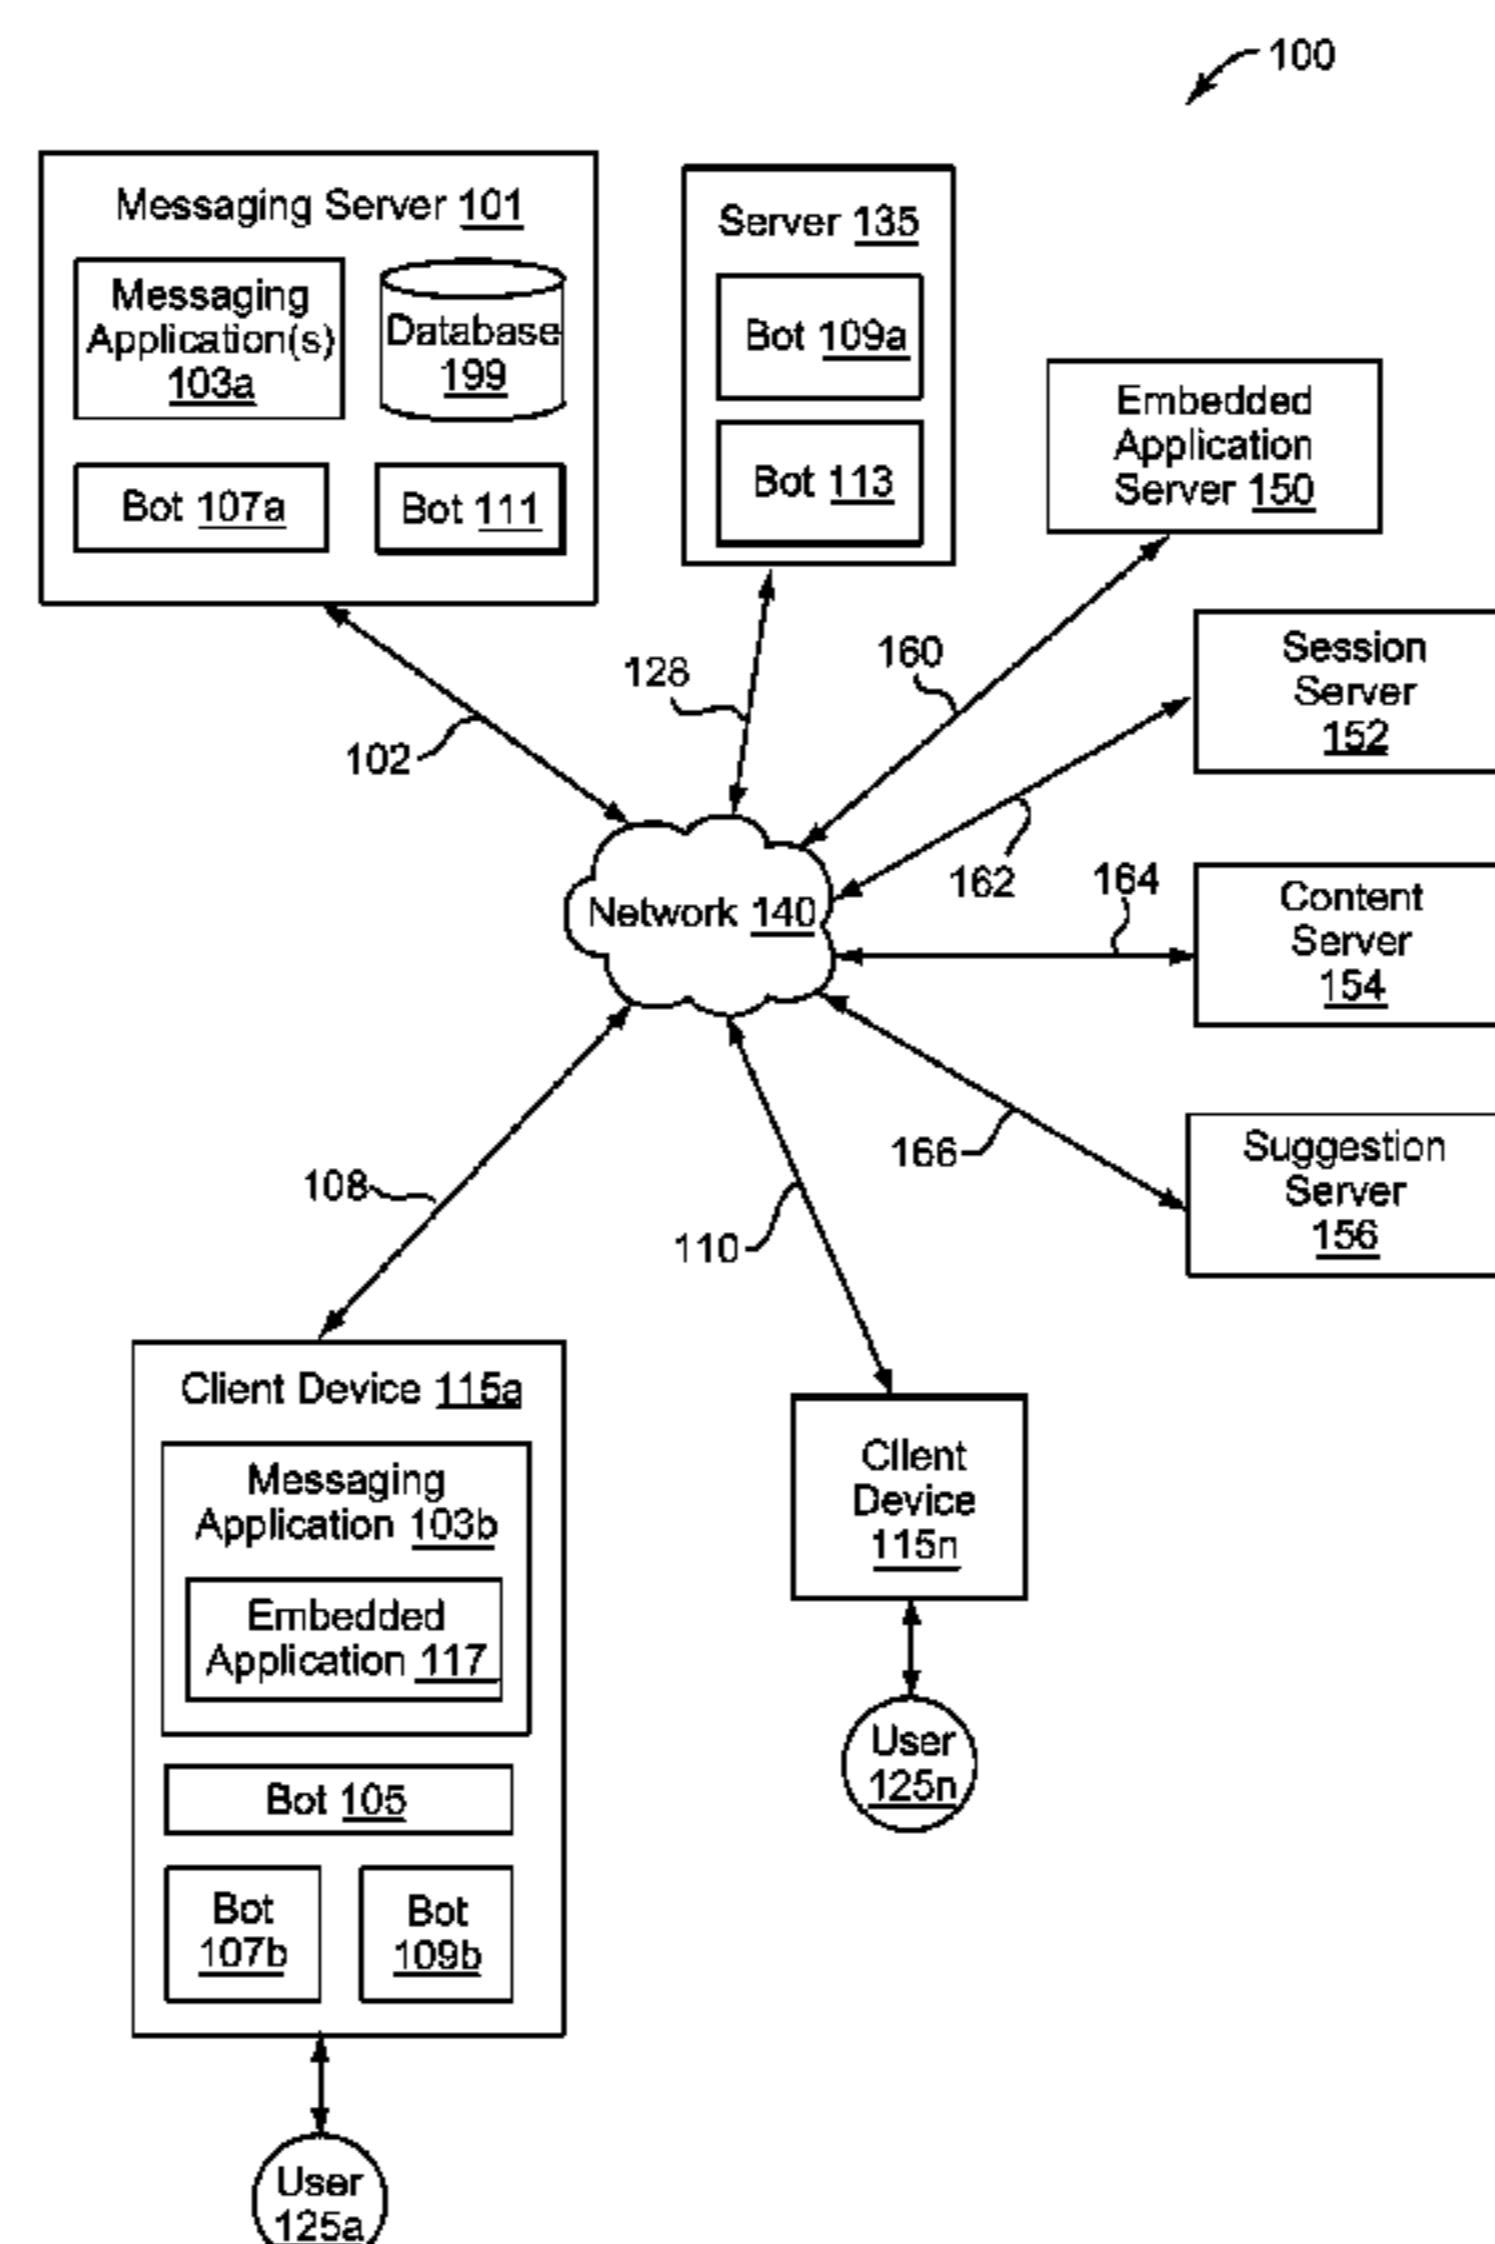 100
Messaging Server 101
Messaging
Application(s)
103a
Database
199
Bot 107a
Bot 111
Server 135
Bot 109a
Bot 113
Embedded
Application
Server 150
Session
Server
152
Content
Server
154
Suggestion
Server
156
102
128
160
162
164
166
Network 140
108
110
Client Device 115a
Messaging
Application 103b
Embedded
Application 117
Bot 105
Bot
107b
Bot
109b
User
125a
Client
Device
115n
User
125n